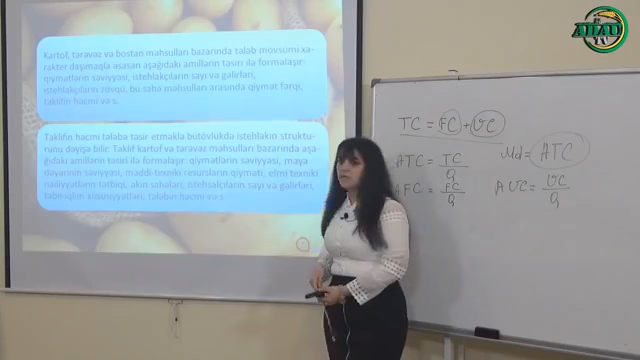 Kartof, tərəvəz və bostan məhsulları bazarında tələb mövsümi xa-
rakter daşımaqla əsasən aşağıdakı amillərin təsiri ilə formalaşır:
qiymətlərin səviyyəsi, istehlakçıların sayı və gəlirləri,
istehlakçıların zövqü, bu sahə məhsulları arasında qiymət fərqi,
təklifin həcmi və s.
Təklifin həcmi tələbə təsir etməklə bütövlükdə istehlakın struktu-
runu dəyişə bilər. Təklif kartof və tərəvəz məhsulları bazarında aşa-
ğıdakı amillərin təsiri ilə formalaşır: qiymətlərin səviyyəsi, maya
dəyərinin səviyyəsi, maddi-texniki resursların qiyməti, elmi texniki
nailiyyətlərin tətbiqi, əkin sahələri, istehsalçıların sayı və gəlirləri,
təbii-iqlim xüsusiyyətləri, tələbin həcmi və s.
TC = FC + VC
ATC = TC/Q
Md = ATC
AFC = FC/Q
AVC = VC/Q
ADAU
TV